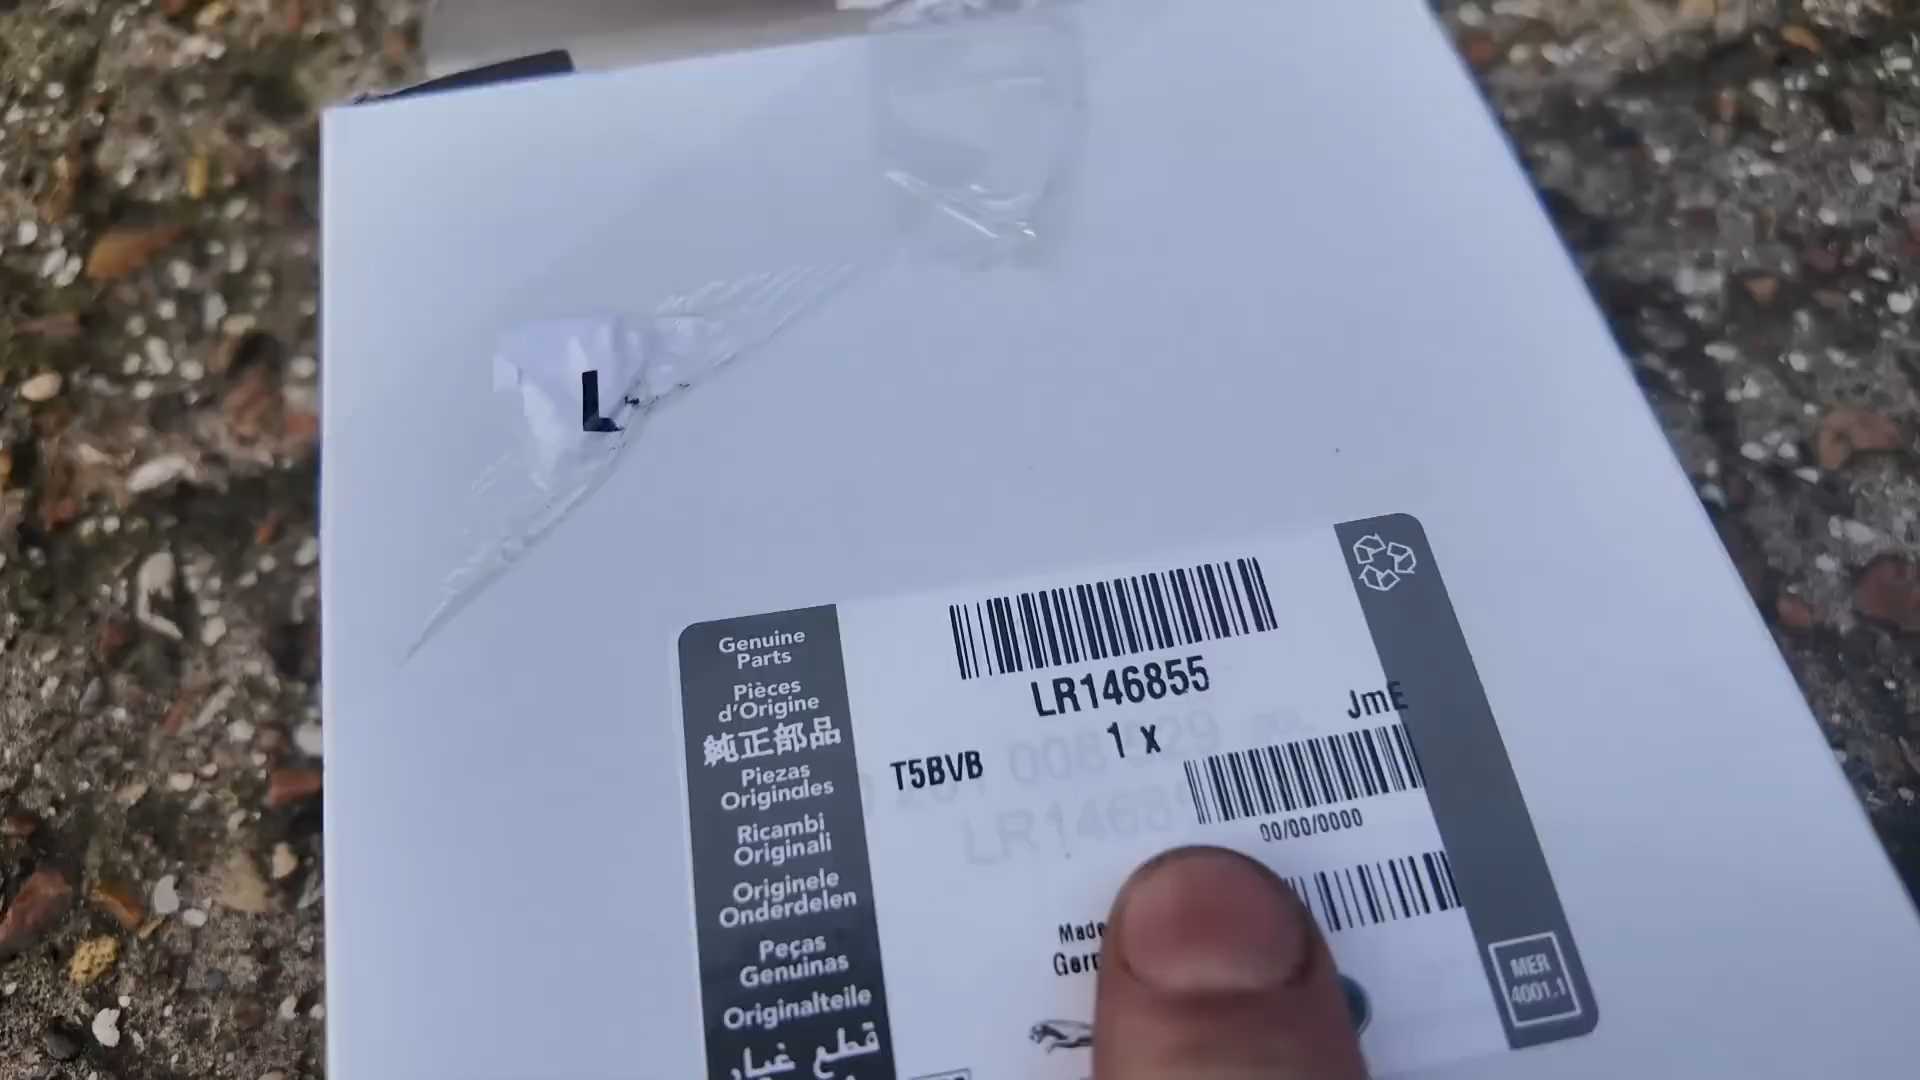 L
Genuine
Parts
Pièces
d'Origine
純正部品
Piezas
Originales
Ricambi
Originali
Originele
Onderdelen
Peças
Genuinas
Originalteile
قطع غيار
LR146855
1 x
JmE
T5BVB
00/00/0000
Made
MER
4001.1